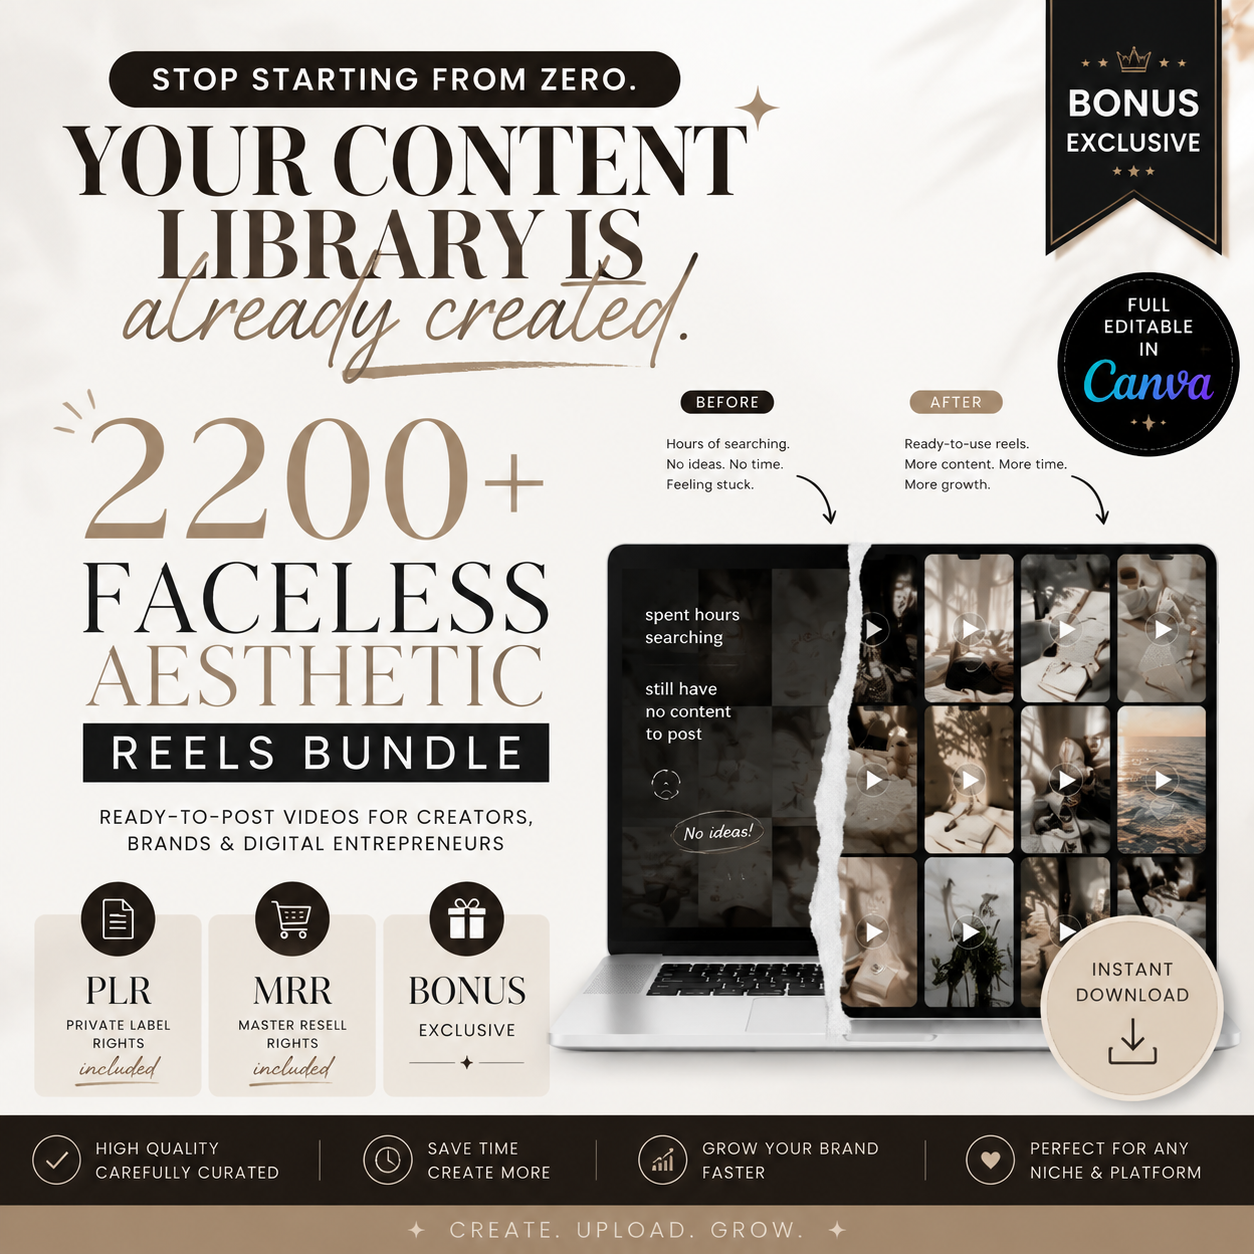 STOP STARTING FROM ZERO.
YOUR CONTENT
LIBRARY IS
already created.
BONUS
EXCLUSIVE
FULL
EDITABLE
IN
Canva
2200+
FACELESS
AESTHETIC
REELS BUNDLE
READY-TO-POST VIDEOS FOR CREATORS,
BRANDS & DIGITAL ENTREPRENEURS
BEFORE
Hours of searching.
No ideas. No time.
Feeling stuck.
AFTER
Ready-to-use reels.
More content. More time.
More growth.
spent hours
searching
still have
no content
to post
No ideas!
PLR
PRIVATE LABEL
RIGHTS
included
MRR
MASTER RESELL
RIGHTS
included
BONUS
EXCLUSIVE
INSTANT
DOWNLOAD
HIGH QUALITY
CAREFULLY CURATED
SAVE TIME
CREATE MORE
GROW YOUR BRAND
FASTER
PERFECT FOR ANY
NICHE & PLATFORM
CREATE. UPLOAD. GROW.